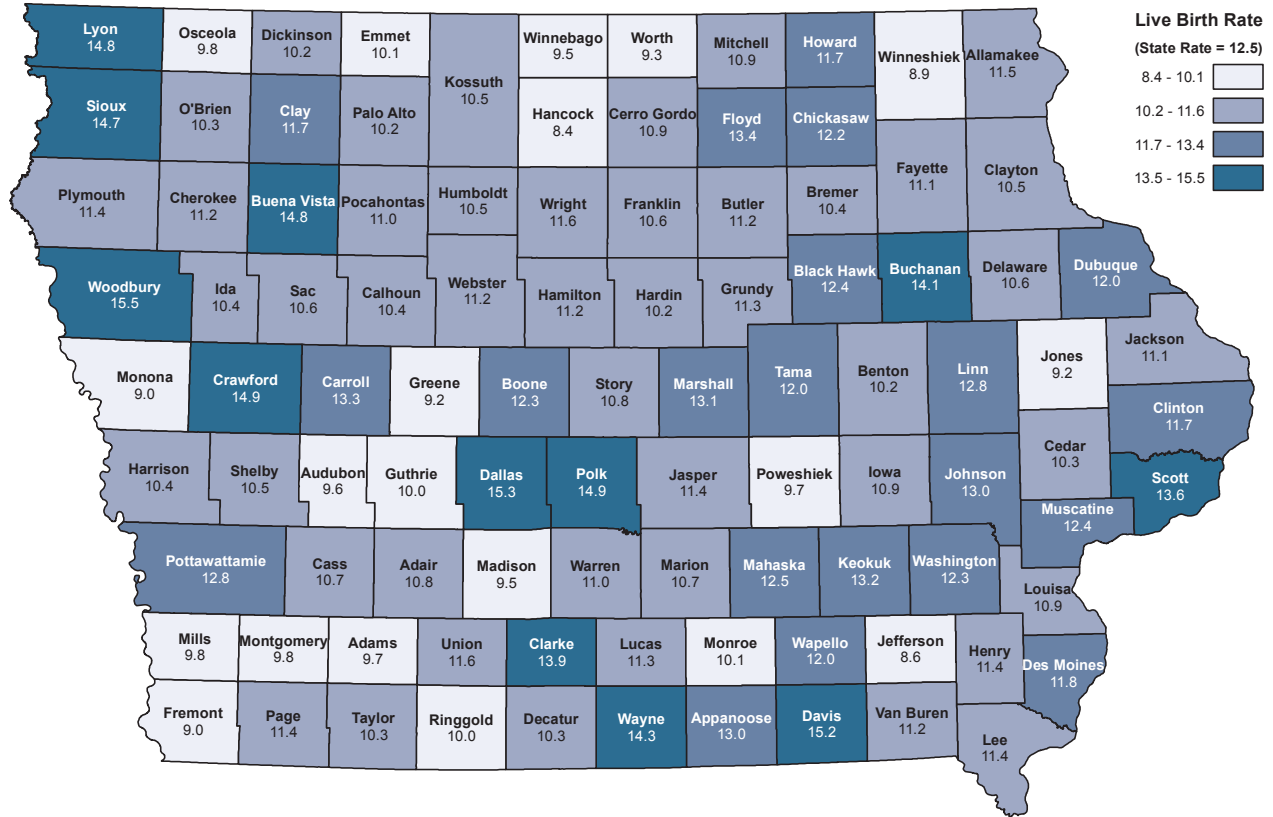 Live Birth Rate
(State Rate = 12.5)
8.4 - 10.1
10.2 - 11.6
11.7 - 13.4
13.5 - 15.5
Lyon
14.8
Osceola
9.8
Dickinson
10.2
Emmet
10.1
Kossuth
10.5
Winnebago
9.5
Worth
9.3
Mitchell
10.9
Howard
11.7
Winneshiek
8.9
Allamakee
11.5
Sioux
14.7
O'Brien
10.3
Clay
11.7
Palo Alto
10.2
Hancock
8.4
Cerro Gordo
10.9
Floyd
13.4
Chickasaw
12.2
Fayette
11.1
Clayton
10.5
Plymouth
11.4
Cherokee
11.2
Buena Vista
14.8
Pocahontas
11.0
Humboldt
10.5
Wright
11.6
Franklin
10.6
Butler
11.2
Bremer
10.4
Woodbury
15.5
Ida
10.4
Sac
10.6
Calhoun
10.4
Webster
11.2
Hamilton
11.2
Hardin
10.2
Grundy
11.3
Black Hawk
12.4
Buchanan
14.1
Delaware
10.6
Dubuque
12.0
Monona
9.0
Crawford
14.9
Carroll
13.3
Greene
9.2
Boone
12.3
Story
10.8
Marshall
13.1
Tama
12.0
Benton
10.2
Linn
12.8
Jones
9.2
Jackson
11.1
Clinton
11.7
Harrison
10.4
Shelby
10.5
Audubon
9.6
Guthrie
10.0
Dallas
15.3
Polk
14.9
Jasper
11.4
Poweshiek
9.7
Iowa
10.9
Johnson
13.0
Cedar
10.3
Scott
13.6
Muscatine
12.4
Pottawattamie
12.8
Cass
10.7
Adair
10.8
Madison
9.5
Warren
11.0
Marion
10.7
Mahaska
12.5
Keokuk
13.2
Washington
12.3
Louisa
10.9
Mills
9.8
Montgomery
9.8
Adams
9.7
Union
11.6
Clarke
13.9
Lucas
11.3
Monroe
10.1
Wapello
12.0
Jefferson
8.6
Henry
11.4
Des Moines
11.8
Fremont
9.0
Page
11.4
Taylor
10.3
Ringgold
10.0
Decatur
10.3
Wayne
14.3
Appanoose
13.0
Davis
15.2
Van Buren
11.2
Lee
11.4